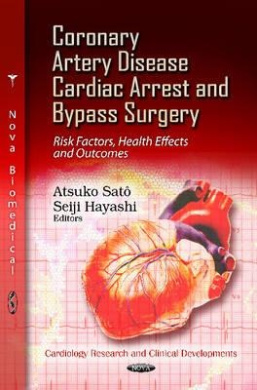 Coronary
Artery Disease
Cardiac Arrest and
Bypass Surgery
Risk Factors, Health Effects
and Outcomes
Atsuko Satô
Seiji Hayashi
Editors
Nova Biomedical
Cardiology Research and Clinical Developments
NOVA